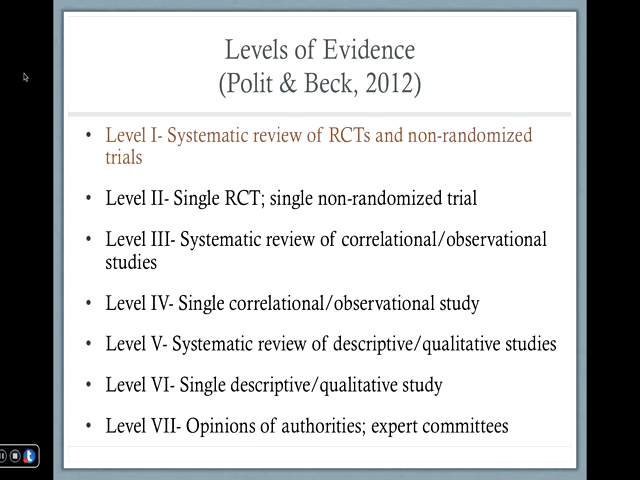 Levels of Evidence
(Polit & Beck, 2012)
• Level I- Systematic review of RCTs and non-randomized
trials
• Level II- Single RCT; single non-randomized trial
• Level III- Systematic review of correlational/observational
studies
• Level IV- Single correlational/observational study
• Level V- Systematic review of descriptive/qualitative studies
• Level VI- Single descriptive/qualitative study
• Level VII- Opinions of authorities; expert committees
t